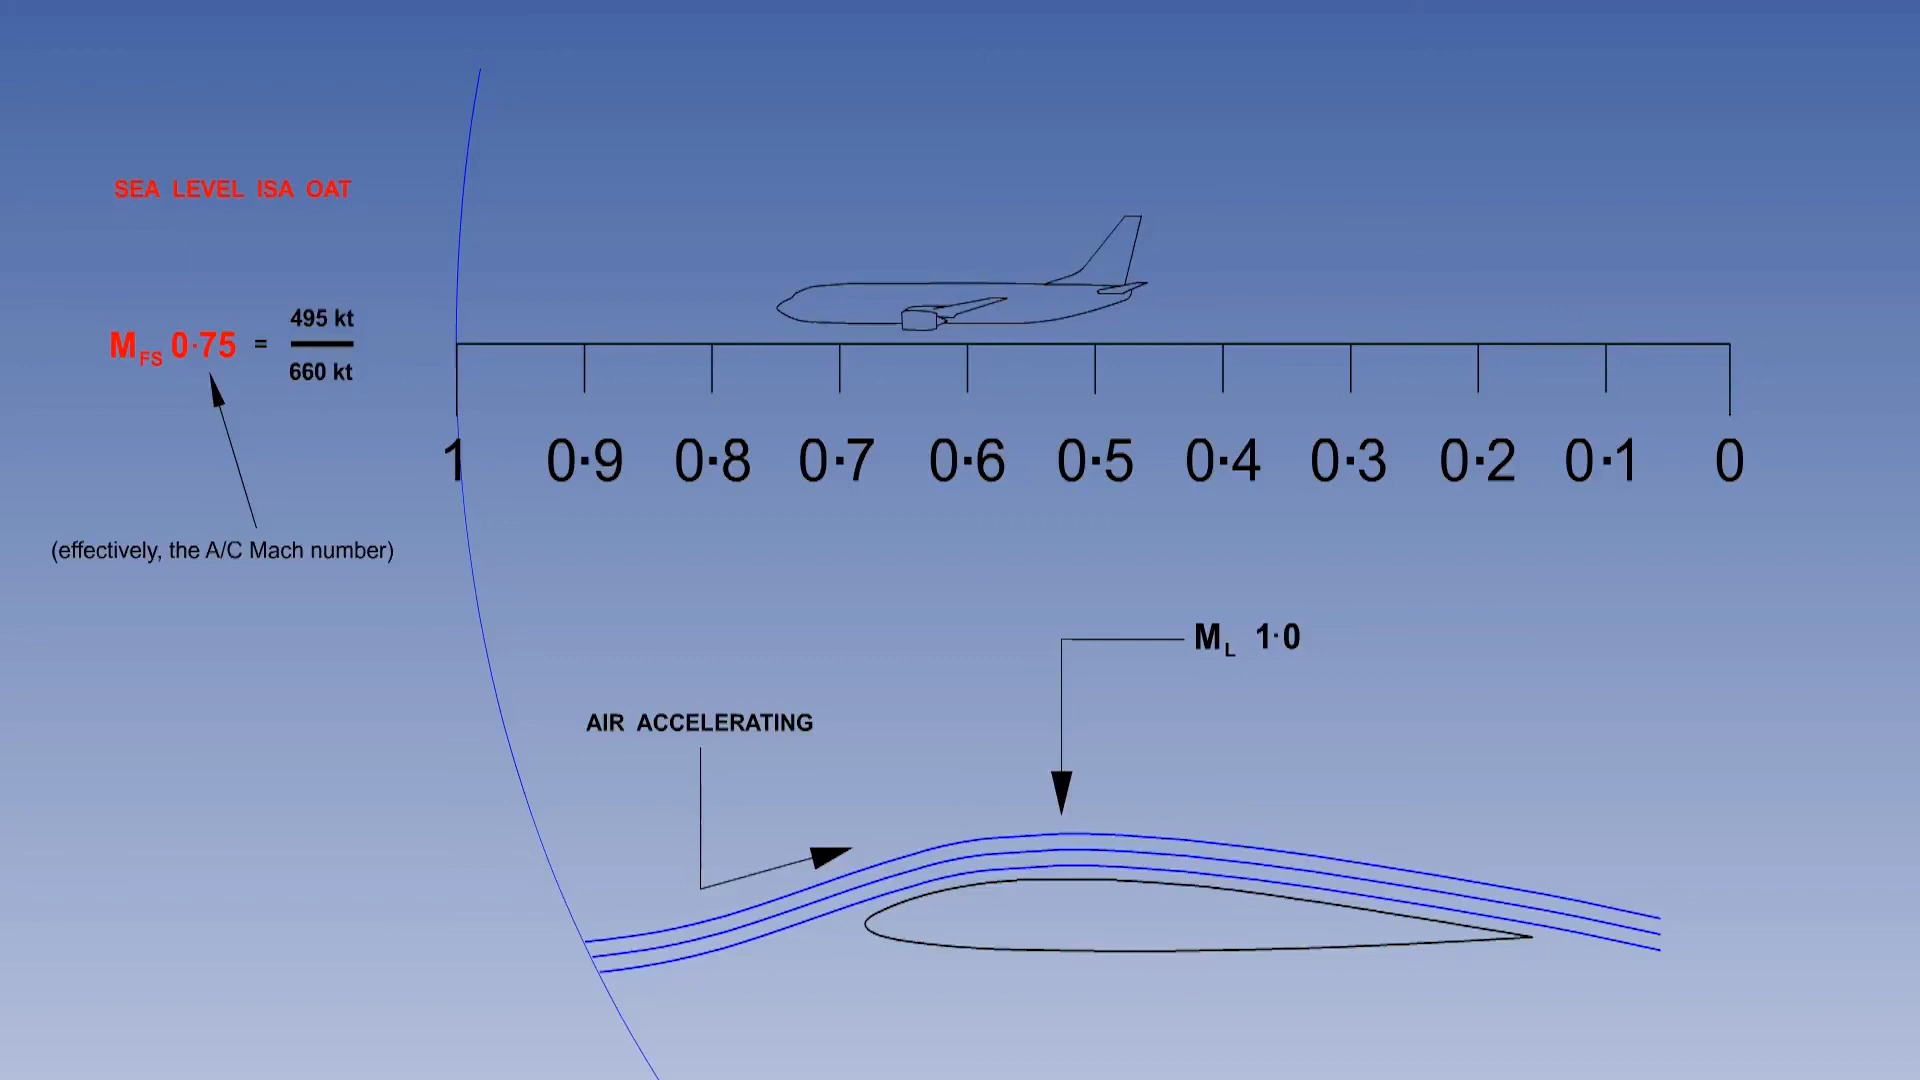 SEA LEVEL ISA OAT
M FS 0·75 = 495 kt
660 kt
1 0·9 0·8 0·7 0·6 0·5 0·4 0·3 0·2 0·1 0
(effectively, the A/C Mach number)
M L 1·0
AIR ACCELERATING